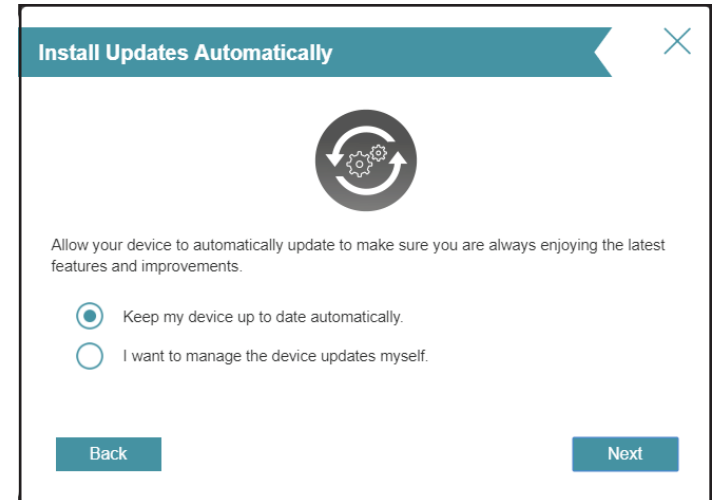 Install Updates Automatically
Allow your device to automatically update to make sure you are always enjoying the latest
features and improvements.
Keep my device up to date automatically.
I want to manage the device updates myself.
Back
Next